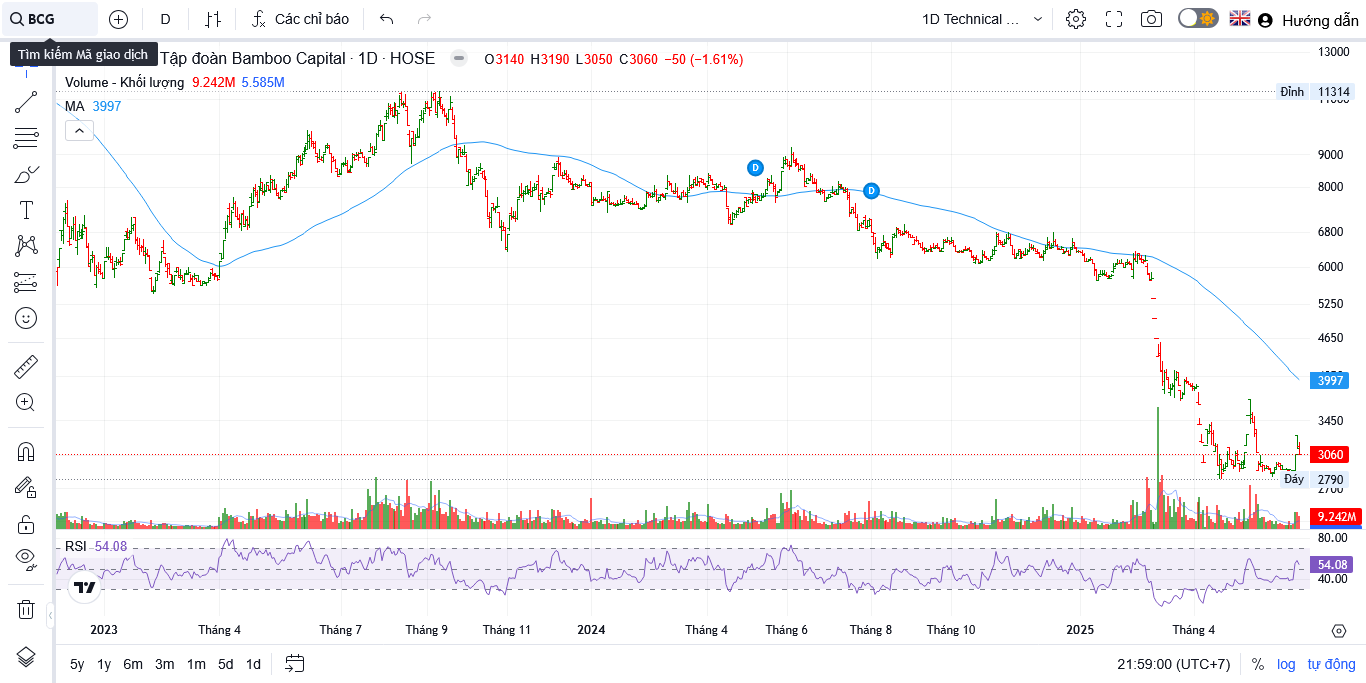 BCG D Các chỉ báo 1D Technical ... Hướng dẫn
Tìm kiếm Mã giao dịch
Tập đoàn Bamboo Capital · 1D · HOSE O3140 H3190 L3050 C3060 −50 (−1.61%)
Volume - Khối lượng 9.242M 5.585M
MA 3997
13000
Đỉnh 11314
11000
9000
8000
6800
6000
5250
4650
3997
3450
3060
Đáy 2790
2700
9.242M
D
D
RSI 54.08
80.00
54.08
40.00
2023 Tháng 4 Tháng 7 Tháng 9 Tháng 11 2024 Tháng 4 Tháng 6 Tháng 8 Tháng 10 2025 Tháng 4
5y 1y 6m 3m 1m 5d 1d 21:59:00 (UTC+7) % log tự động